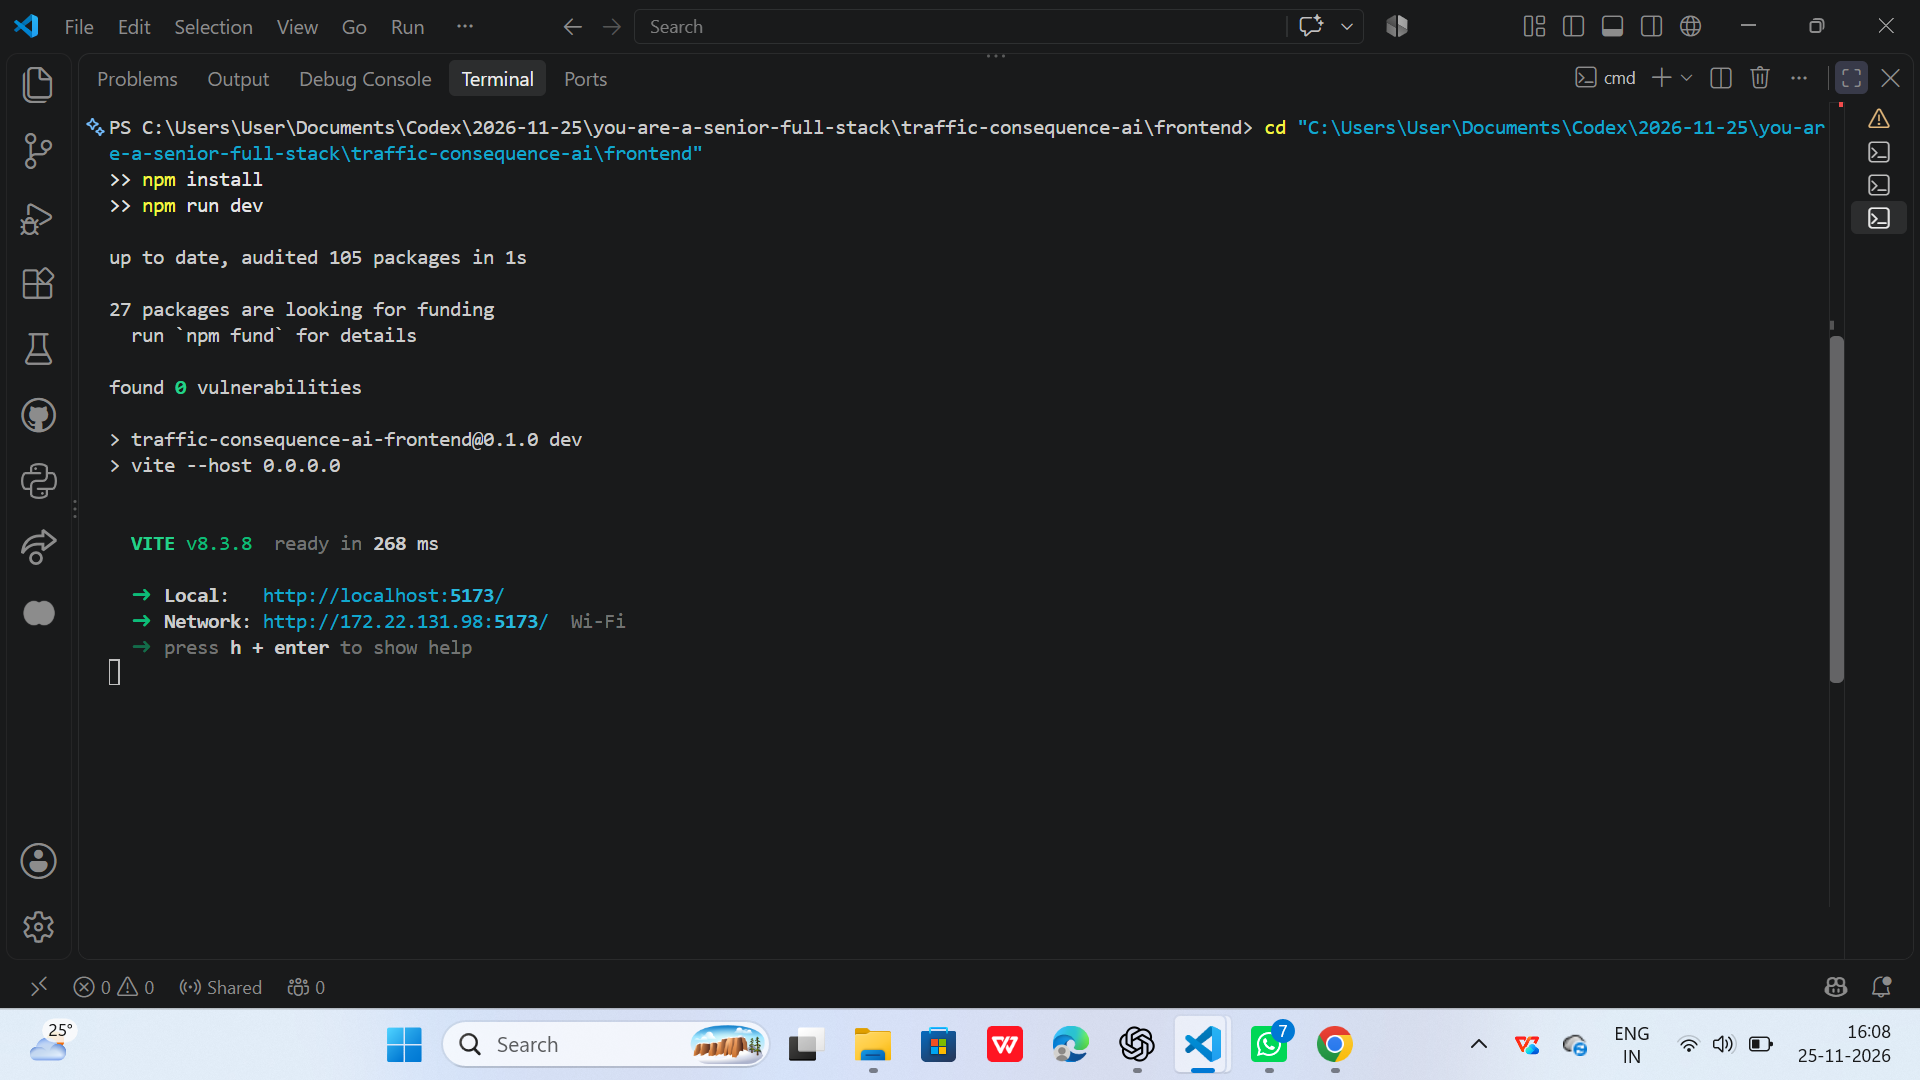 File Edit Selection View Go Run ··· Search
Problems Output Debug Console Terminal Ports cmd
PS C:\Users\User\Documents\Codex\2026-11-25\you-are-a-senior-full-stack\traffic-consequence-ai\frontend> cd "C:\Users\User\Documents\Codex\2026-11-25\you-ar
e-a-senior-full-stack\traffic-consequence-ai\frontend"
>> npm install
>> npm run dev
up to date, audited 105 packages in 1s
27 packages are looking for funding
run `npm fund` for details
found 0 vulnerabilities
> traffic-consequence-ai-frontend@0.1.0 dev
> vite --host 0.0.0.0
VITE v8.3.8 ready in 268 ms
➜ Local: http://localhost:5173/
➜ Network: http://172.22.131.98:5173/ Wi-Fi
➜ press h + enter to show help
0 0 Shared 0
25°
Search
W
7
ENG
IN
16:08
25-11-2026